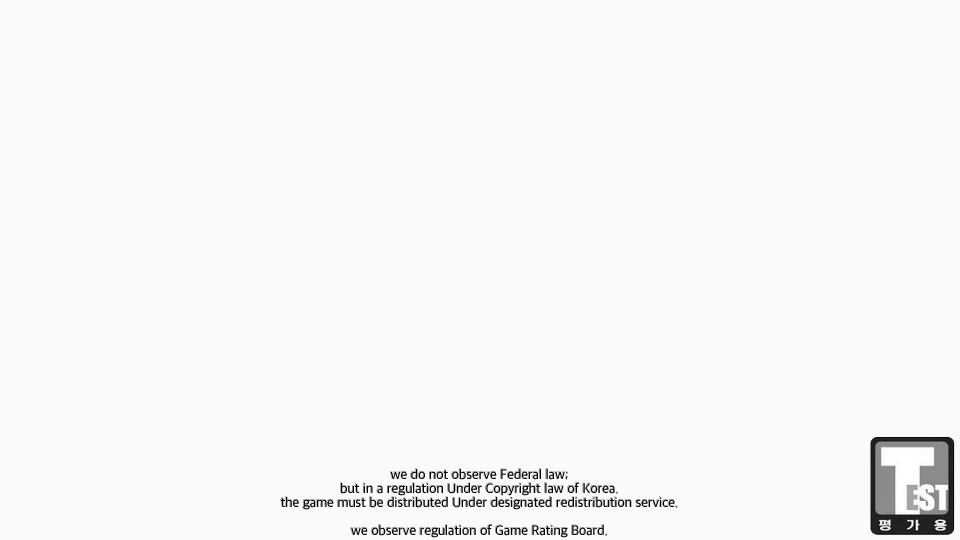 we do not observe Federal law;
but in a regulation Under Copyright law of Korea.
the game must be distributed Under designated redistribution service.
we observe regulation of Game Rating Board.
TEST
평가용